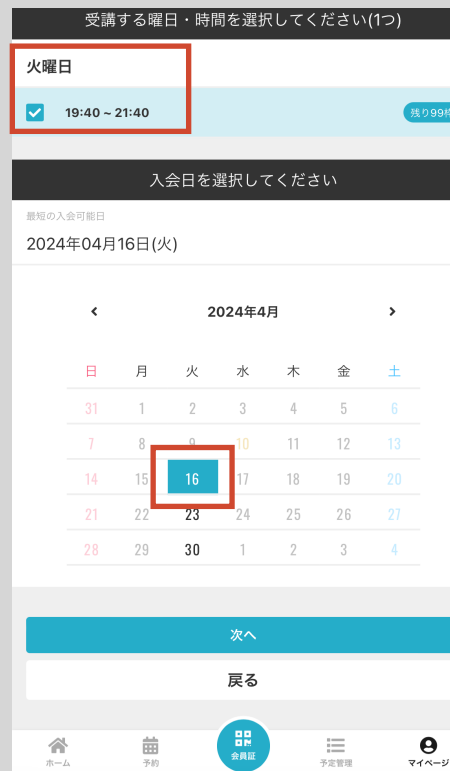 受講する曜日・時間を選択してください(1つ)
火曜日
19:40 ~ 21:40 残り99枠
入会日を選択してください
最短の入会可能日
2024年04月16日(火)
2024年4月
日 月 火 水 木 金 土
31 1 2 3 4 5 6
7 8 9 10 11 12 13
14 15 16 17 18 19 20
21 22 23 24 25 26 27
28 29 30 1 2 3 4
次へ
戻る
ホーム 予約 会員証 予定管理 マイページ